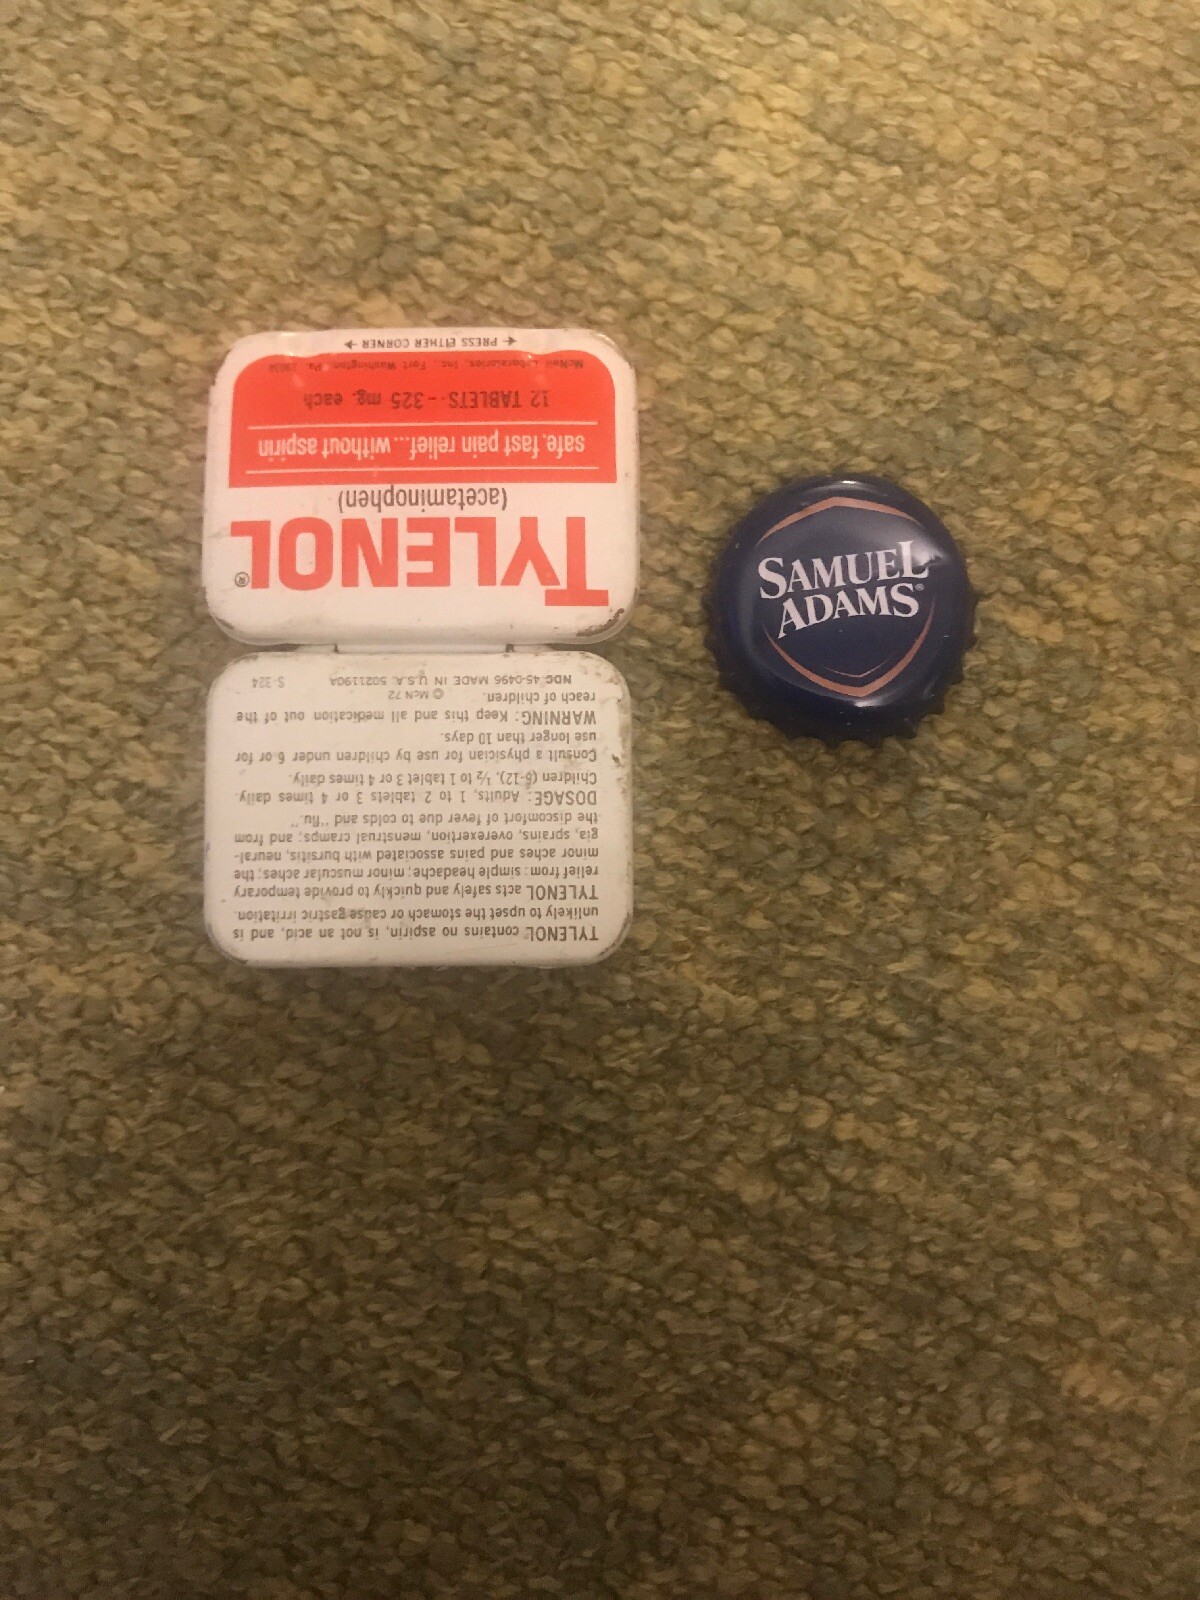 TYLENOL®
(acetaminophen)
safe, fast pain relief...without aspirin
12 TABLETS -- 325 mg. each
McNeil Laboratories, Inc., Fort Washington, Pa. 19034
← PRESS EITHER CORNER →
TYLENOL contains no aspirin, is not an acid, and is
unlikely to upset the stomach or cause gastric irritation.
TYLENOL acts safely and quickly to provide temporary
relief from: simple headache; minor muscular aches; the
minor aches and pains associated with bursitis, neural-
gia, sprains, overexertion, menstrual cramps; and from
the discomfort of fever due to colds and "flu."
DOSAGE: Adults, 1 to 2 tablets 3 or 4 times daily.
Children (6-12), ½ to 1 tablet 3 or 4 times daily.
Consult a physician for use by children under 6 or for
use longer than 10 days.
WARNING: Keep this and all medication out of the
reach of children. © McN 72
NDC 45-0496 MADE IN U.S.A. 5021190A S-324
SAMUEL
ADAMS®